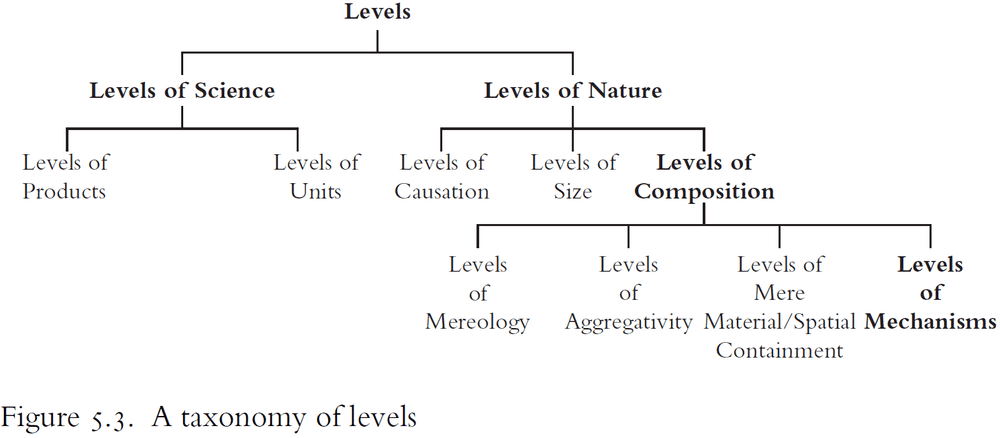 Levels
Levels of Science
Levels of Nature
Levels of
Products
Levels of
Units
Levels of
Causation
Levels of
Size
Levels of
Composition
Levels
of
Mereology
Levels
of
Aggregativity
Levels of
Mere
Material/Spatial
Containment
Levels
of
Mechanisms
Figure 5.3. A taxonomy of levels